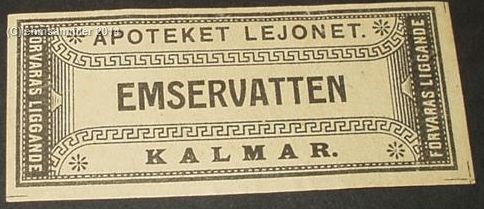 APOTEKET LEJONET.
FÖRVARAS LIGGANDE
EMSERVATTEN
FÖRVARAS LIGGANDE
KALMAR.